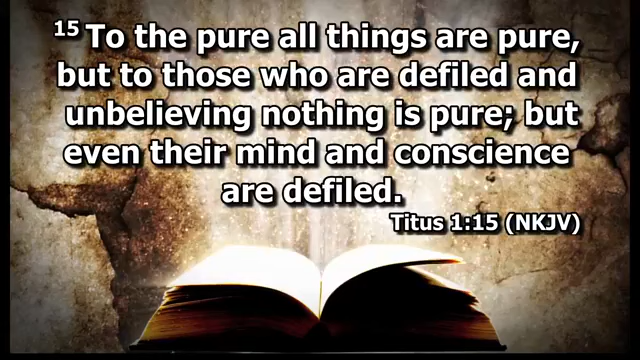 15 To the pure all things are pure,
but to those who are defiled and
unbelieving nothing is pure; but
even their mind and conscience
are defiled.
Titus 1:15 (NKJV)